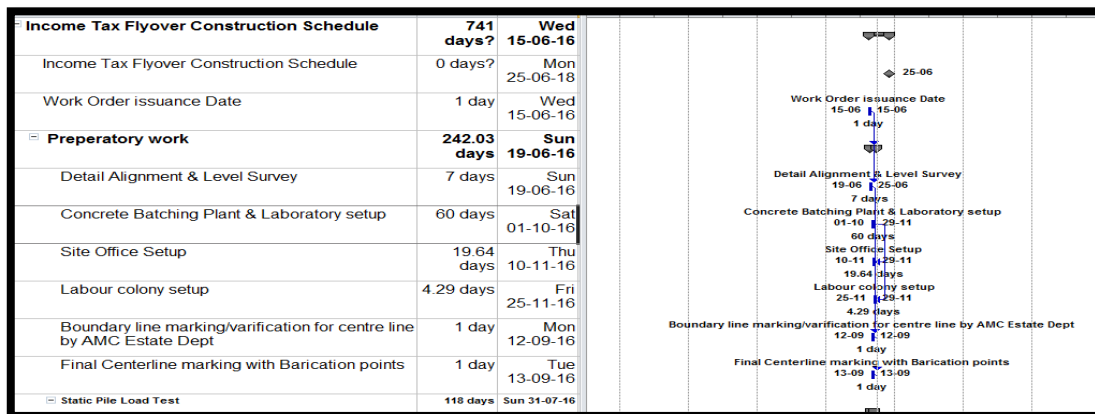 Income Tax Flyover Construction Schedule 741 days? Wed 15-06-16
Income Tax Flyover Construction Schedule 0 days? Mon 25-06-18
Work Order issuance Date 1 day Wed 15-06-16
Preperatory work 242.03 days Sun 19-06-16
Detail Alignment & Level Survey 7 days Sun 19-06-16
Concrete Batching Plant & Laboratory setup 60 days Sat 01-10-16
Site Office Setup 19.64 days Thu 10-11-16
Labour colony setup 4.29 days Fri 25-11-16
Boundary line marking/varification for centre line
by AMC Estate Dept 1 day Mon 12-09-16
Final Centerline marking with Barication points 1 day Tue 13-09-16
Static Pile Load Test 118 days Sun 31-07-16
25-06
Work Order issuance Date
15-06 15-06
1 day
Detail Alignment & Level Survey
19-06 25-06
7 days
Concrete Batching Plant & Laboratory setup
01-10 29-11
60 days
Site Office Setup
10-11 29-11
19.64 days
Labour colony setup
25-11 29-11
4.29 days
Boundary line marking/varification for centre line by AMC Estate Dept
12-09 12-09
1 day
Final Centerline marking with Barication points
13-09 13-09
1 day